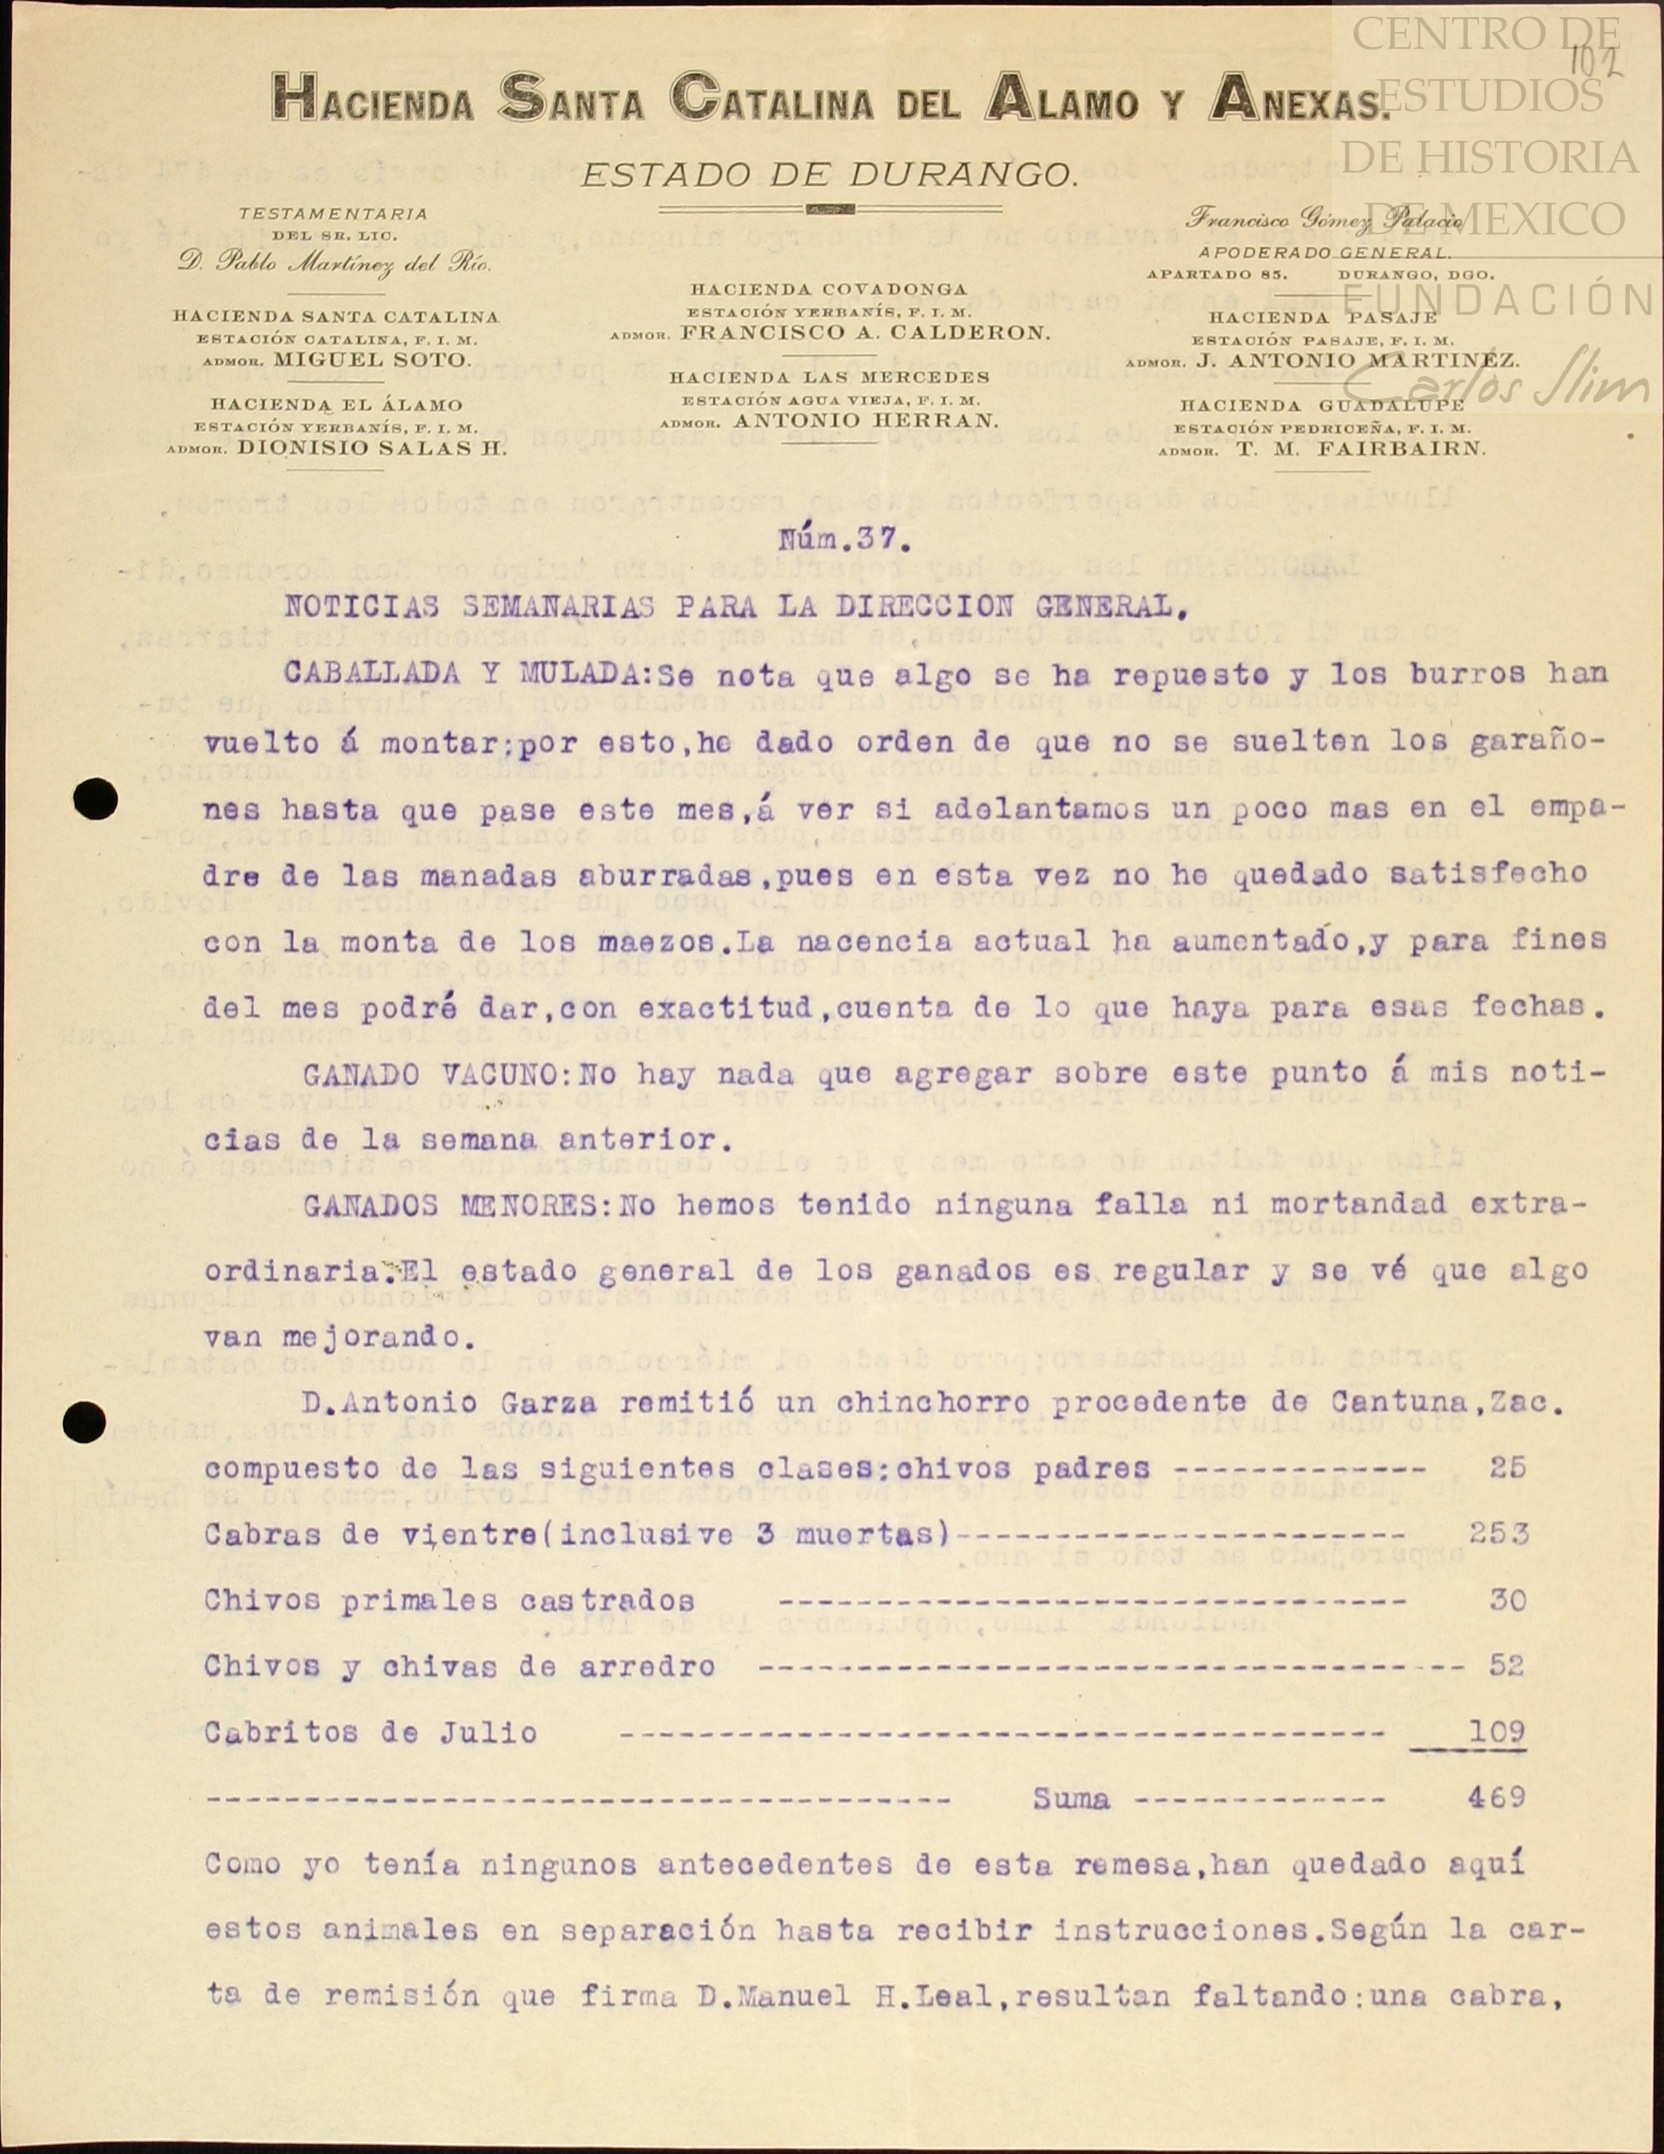 CENTRO DE
ESTUDIOS
DE HISTORIA
DE MEXICO
FUNDACIÓN
Carlos Slim
102
HACIENDA SANTA CATALINA DEL ALAMO Y ANEXAS.
ESTADO DE DURANGO.
TESTAMENTARIA
DEL SR. LIC.
D. Pablo Martínez del Río.
HACIENDA SANTA CATALINA
ESTACIÓN CATALINA, F. I. M.
ADMOR. MIGUEL SOTO.
HACIENDA EL ÁLAMO
ESTACIÓN YERBANÍS, F. I. M.
ADMOR. DIONISIO SALAS H.
HACIENDA COVADONGA
ESTACIÓN YERBANÍS, F. I. M.
ADMOR. FRANCISCO A. CALDERON.
HACIENDA LAS MERCEDES
ESTACIÓN AGUA VIEJA, F. I. M.
ADMOR. ANTONIO HERRAN.
Francisco Gómez Palacio
APODERADO GENERAL.
APARTADO 85. DURANGO, DGO.
HACIENDA PASAJE
ESTACIÓN PASAJE, F. I. M.
ADMOR. J. ANTONIO MARTINEZ.
HACIENDA GUADALUPE
ESTACIÓN PEDRICEÑA, F. I. M.
ADMOR. T. M. FAIRBAIRN.
Núm.37.
NOTICIAS SEMANARIAS PARA LA DIRECCION GENERAL.
CABALLADA Y MULADA:Se nota que algo se ha repuesto y los burros han
vuelto á montar;por esto,he dado orden de que no se suelten los garaño-
nes hasta que pase este mes,á ver si adelantamos un poco mas en el empa-
dre de las manadas aburradas,pues en esta vez no he quedado satisfecho
con la monta de los maezos.La nacencia actual ha aumentado,y para fines
del mes podré dar,con exactitud,cuenta de lo que haya para esas fechas.
GANADO VACUNO:No hay nada que agregar sobre este punto á mis noti-
cias de la semana anterior.
GANADOS MENORES:No hemos tenido ninguna falla ni mortandad extra-
ordinaria.El estado general de los ganados es regular y se vé que algo
van mejorando.
D.Antonio Garza remitió un chinchorro procedente de Cantuna,Zac.
compuesto de las siguientes clases:chivos padres ------------- 25
Cabras de vientre(inclusive 3 muertas)----------------------- 253
Chivos primales castrados -------------------------------- 30
Chivos y chivas de arredro ------------------------------------ 52
Cabritos de Julio --------------------------------------- 109
-------------------------------------- Suma ------------- 469
Como yo tenía ningunos antecedentes de esta remesa,han quedado aquí
estos animales en separación hasta recibir instrucciones.Según la car-
ta de remisión que firma D.Manuel H.Leal,resultan faltando:una cabra,